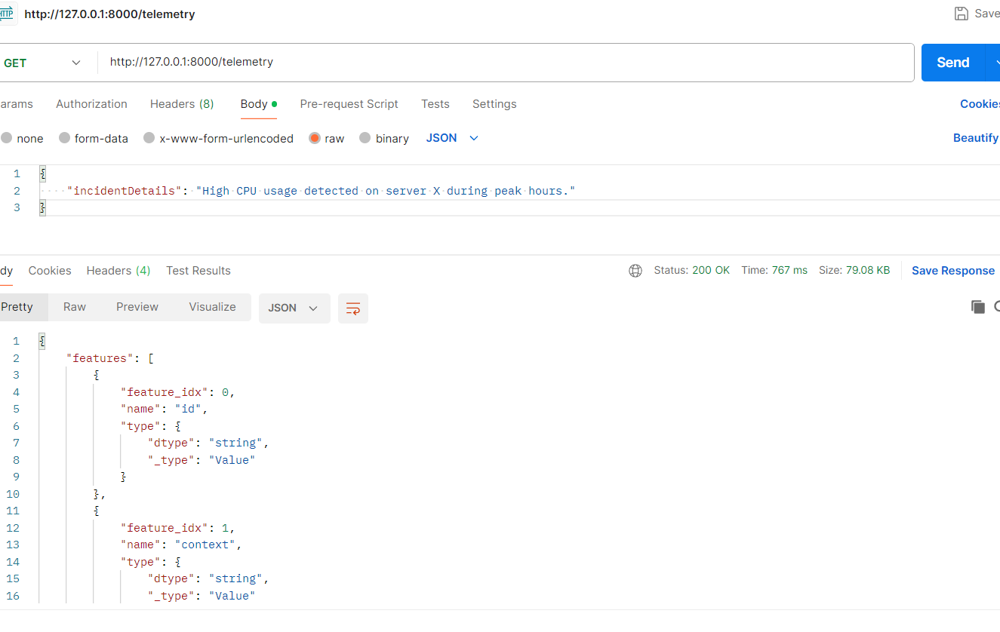 HTTP http://127.0.0.1:8000/telemetry Save
GET http://127.0.0.1:8000/telemetry Send
arams Authorization Headers (8) Body Pre-request Script Tests Settings Cookies
none form-data x-www-form-urlencoded raw binary JSON Beautify
1 {
2 "incidentDetails": "High CPU usage detected on server X during peak hours."
3 }
dy Cookies Headers (4) Test Results Status: 200 OK Time: 767 ms Size: 79.08 KB Save Response
Pretty Raw Preview Visualize JSON
1 {
2 "features": [
3 {
4 "feature_idx": 0,
5 "name": "id",
6 "type": {
7 "dtype": "string",
8 "_type": "Value"
9 }
10 },
11 {
12 "feature_idx": 1,
13 "name": "context",
14 "type": {
15 "dtype": "string",
16 "_type": "Value"